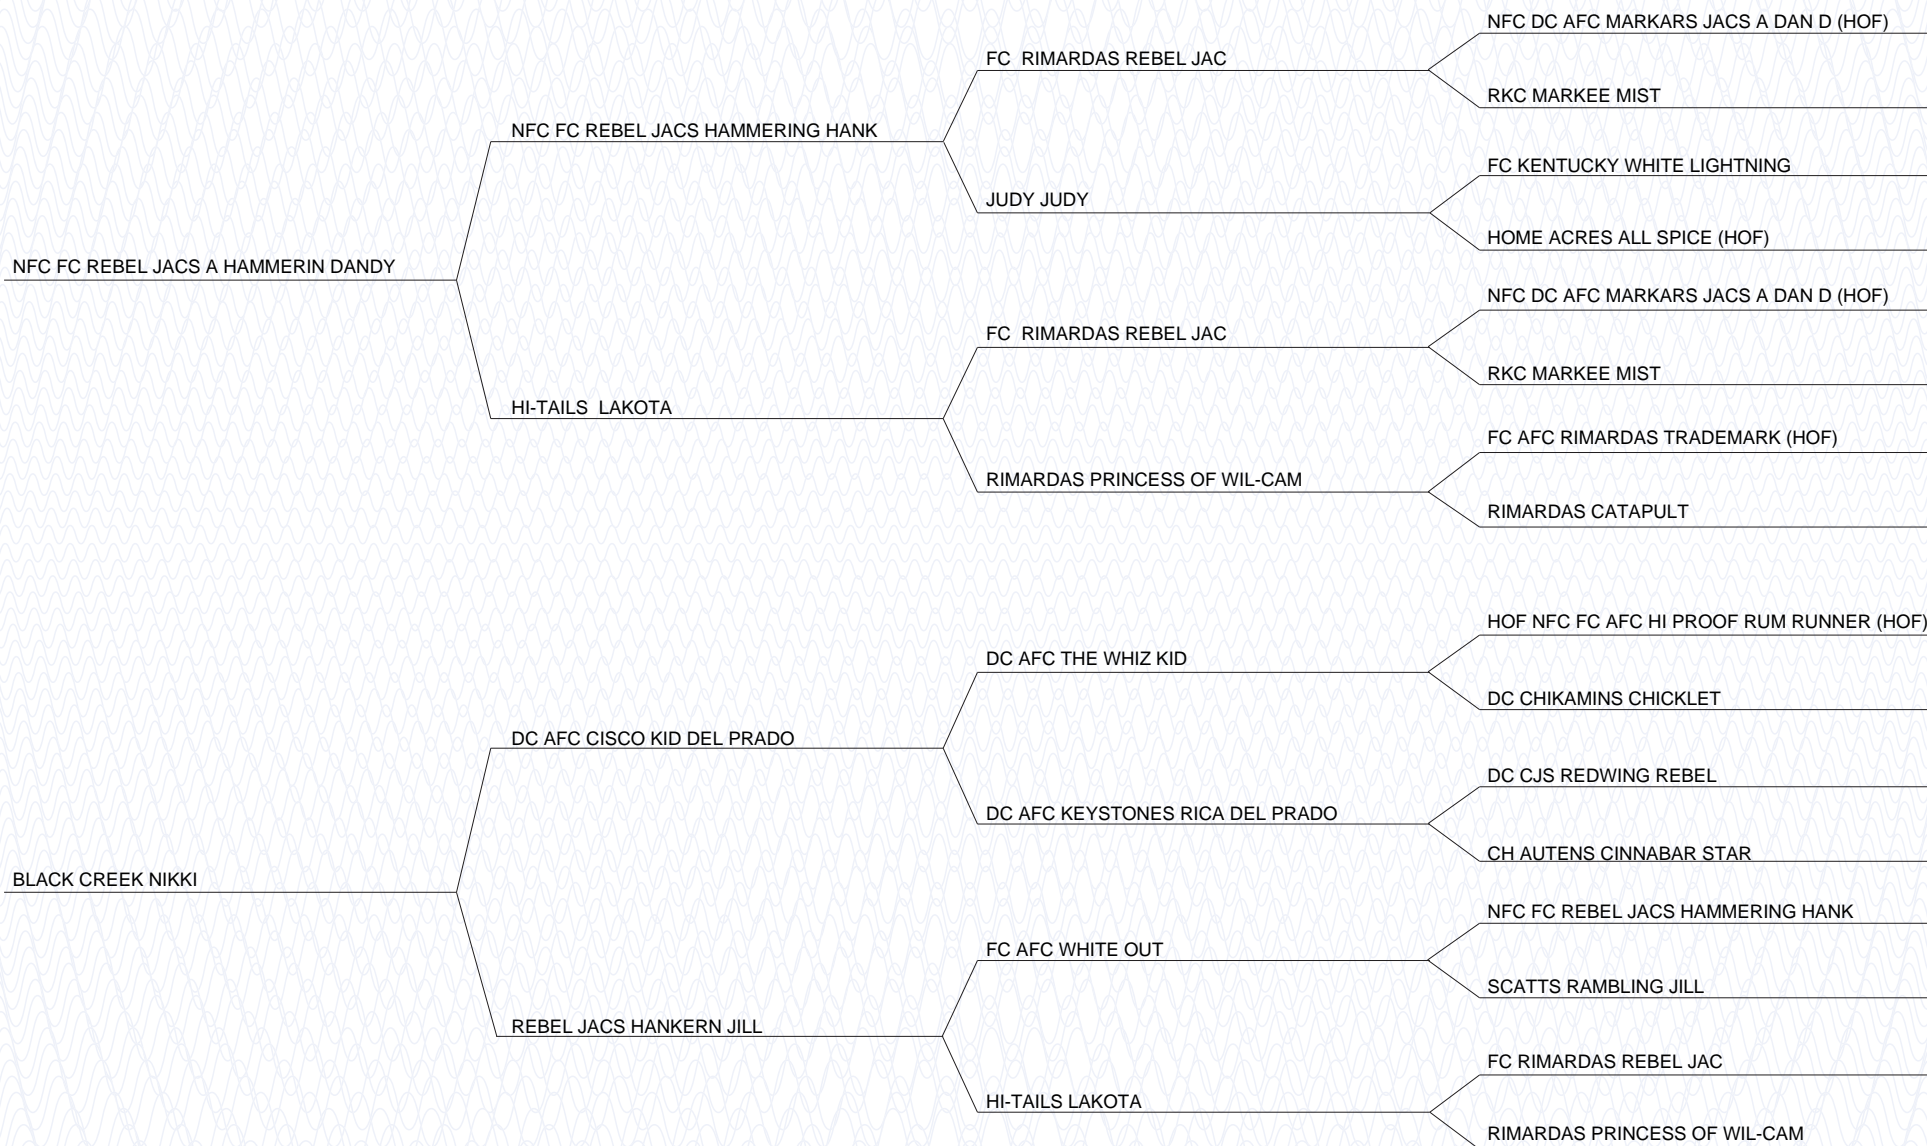 NFC DC AFC MARKARS JACS A DAN D (HOF)
FC  RIMARDAS REBEL JAC
RKC MARKEE MIST
NFC FC REBEL JACS HAMMERING HANK
FC KENTUCKY WHITE LIGHTNING
JUDY JUDY
HOME ACRES ALL SPICE (HOF)
NFC FC REBEL JACS A HAMMERIN DANDY
NFC DC AFC MARKARS JACS A DAN D (HOF)
FC  RIMARDAS REBEL JAC
RKC MARKEE MIST
HI-TAILS  LAKOTA
FC AFC RIMARDAS TRADEMARK (HOF)
RIMARDAS PRINCESS OF WIL-CAM
RIMARDAS CATAPULT
HOF NFC FC AFC HI PROOF RUM RUNNER (HOF)
DC AFC THE WHIZ KID
DC CHIKAMINS CHICKLET
DC AFC CISCO KID DEL PRADO
DC CJS REDWING REBEL
DC AFC KEYSTONES RICA DEL PRADO
CH AUTENS CINNABAR STAR
BLACK CREEK NIKKI
NFC FC REBEL JACS HAMMERING HANK
FC AFC WHITE OUT
SCATTS RAMBLING JILL
REBEL JACS HANKERN JILL
FC RIMARDAS REBEL JAC
HI-TAILS LAKOTA
RIMARDAS PRINCESS OF WIL-CAM